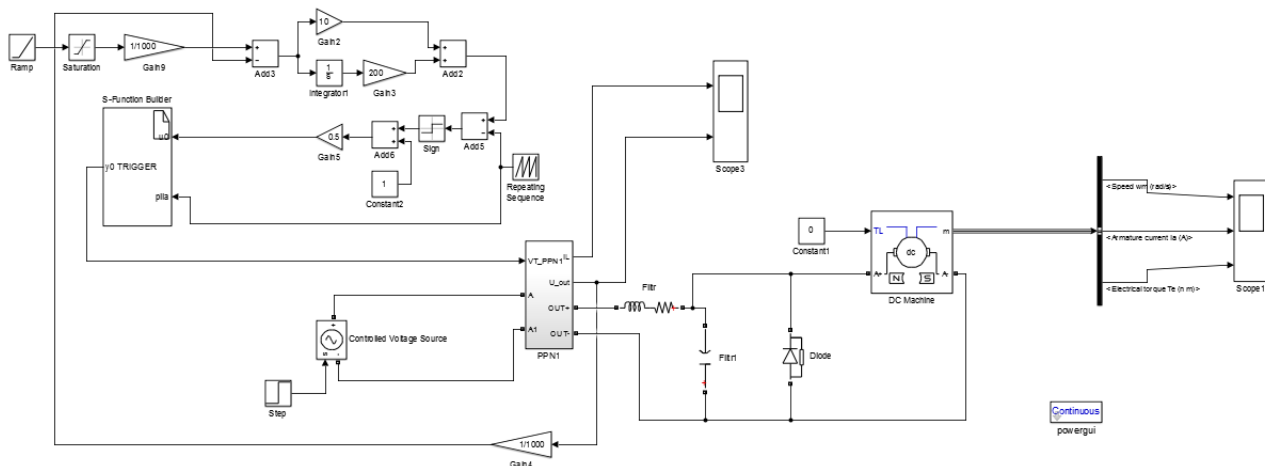 Ramp
Saturation
1/1000
Gain9
+
−
Add3
10
Gain2
1
s
Integrator1
200
Gain3
+
+
Add2
S-Function Builder
u0
y0 TRIGGER
pila
0.5
Gain5
+
+
Add6
Sign
+
−
Add5
1
Constant2
Repeating
Sequence
Scope3
VT_PPN1
IL
U_out
A
OUT+
A1
OUT-
PPN1
+
s
-
Controlled Voltage Source
Step
1/1000
Gain4
Filtr
Filtr1
Diode
0
Constant1
TL
m
dc
A+
N
S
A-
DC Machine
<Speed wm (rad/s)>
<Armature current ia (A)>
<Electrical torque Te (n m)>
Scope1
Continuous
powergui